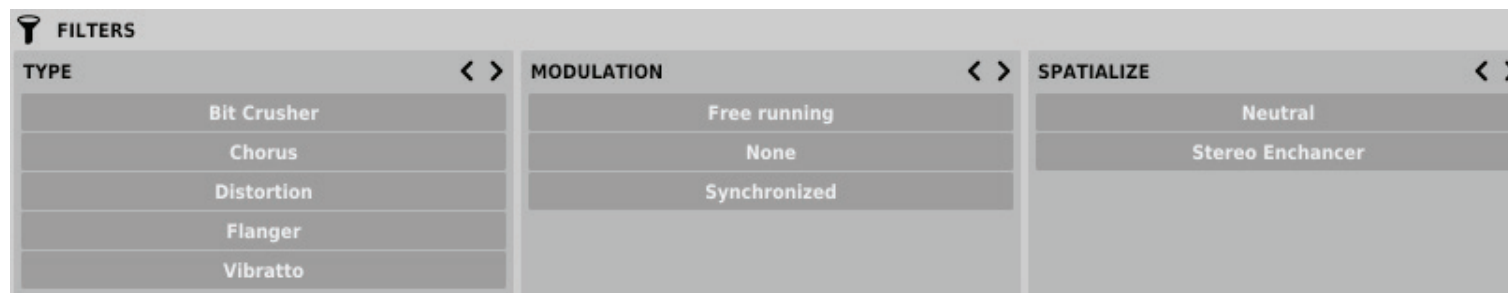 FILTERS
TYPE
Bit Crusher
Chorus
Distortion
Flanger
Vibratto
MODULATION
Free running
None
Synchronized
SPATIALIZE
Neutral
Stereo Enchancer